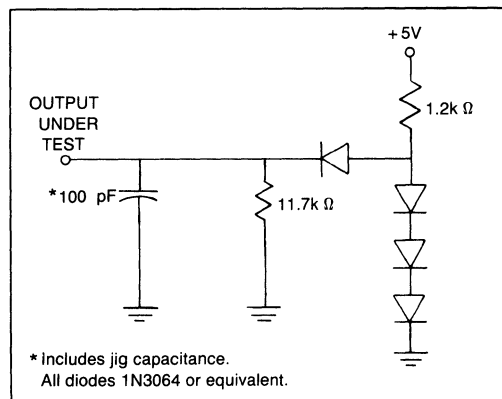 +5V
1.2k Ω
OUTPUT
UNDER
TEST
*100 pF
11.7k Ω
* Includes jig capacitance.
All diodes 1N3064 or equivalent.